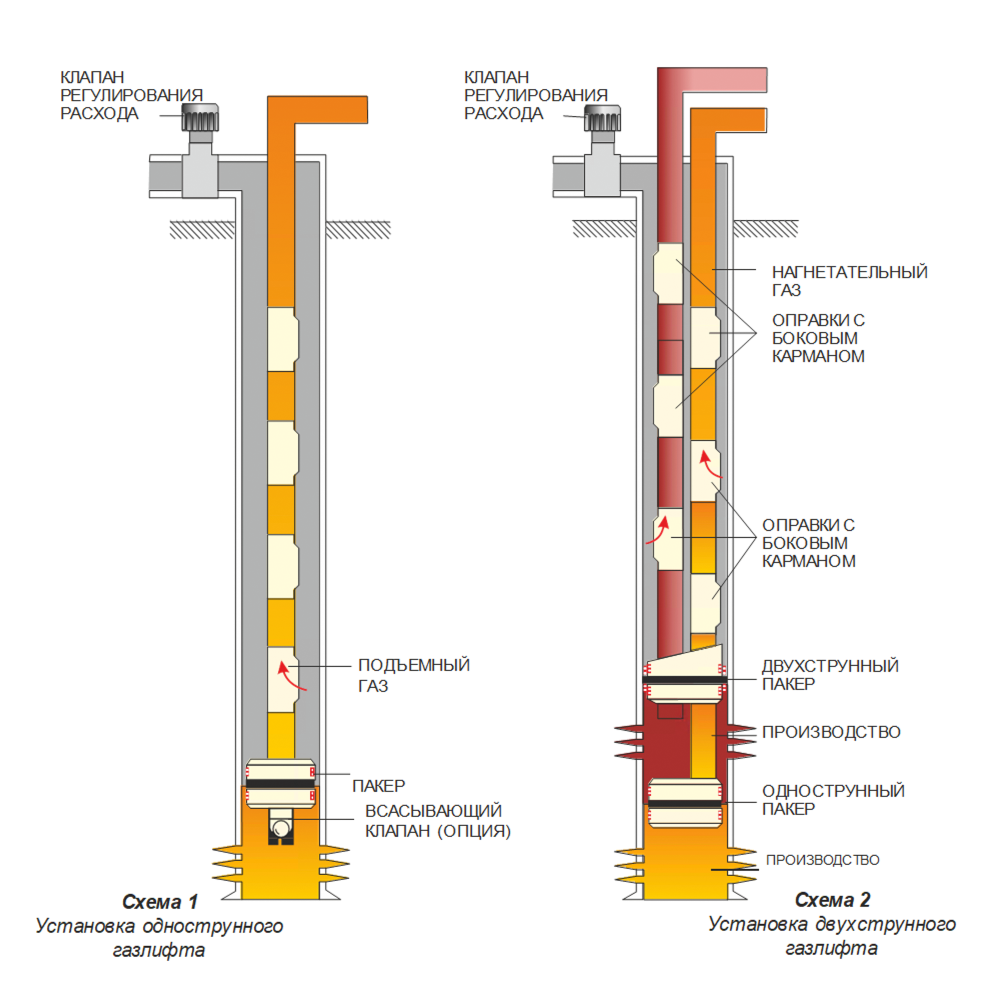 КЛАПАН
РЕГУЛИРОВАНИЯ
РАСХОДА
ПОДЪЕМНЫЙ
ГАЗ
ПАКЕР
ВСАСЫВАЮЩИЙ
КЛАПАН (ОПЦИЯ)
Схема 1
Установка однострунного
газлифта
КЛАПАН
РЕГУЛИРОВАНИЯ
РАСХОДА
НАГНЕТАТЕЛЬНЫЙ
ГАЗ
ОПРАВКИ С
БОКОВЫМ
КАРМАНОМ
ОПРАВКИ С
БОКОВЫМ
КАРМАНОМ
ДВУХСТРУННЫЙ
ПАКЕР
ПРОИЗВОДСТВО
ОДНОСТРУННЫЙ
ПАКЕР
ПРОИЗВОДСТВО
Схема 2
Установка двухструнного
газлифта